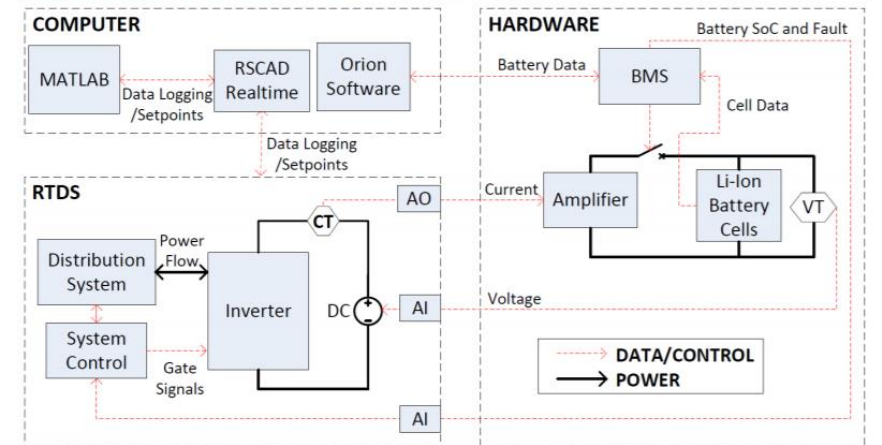 COMPUTER
MATLAB
Data Logging
/Setpoints
RSCAD
Realtime
Orion
Software
Data Logging
/Setpoints
HARDWARE
Battery SoC and Fault
Battery Data
BMS
Cell Data
Current
Amplifier
Li-Ion
Battery
Cells
VT
Voltage
DATA/CONTROL
POWER
RTDS
AO
CT
Power
Flow
Distribution
System
Inverter
DC
+
-
AI
System
Control
Gate
Signals
AI